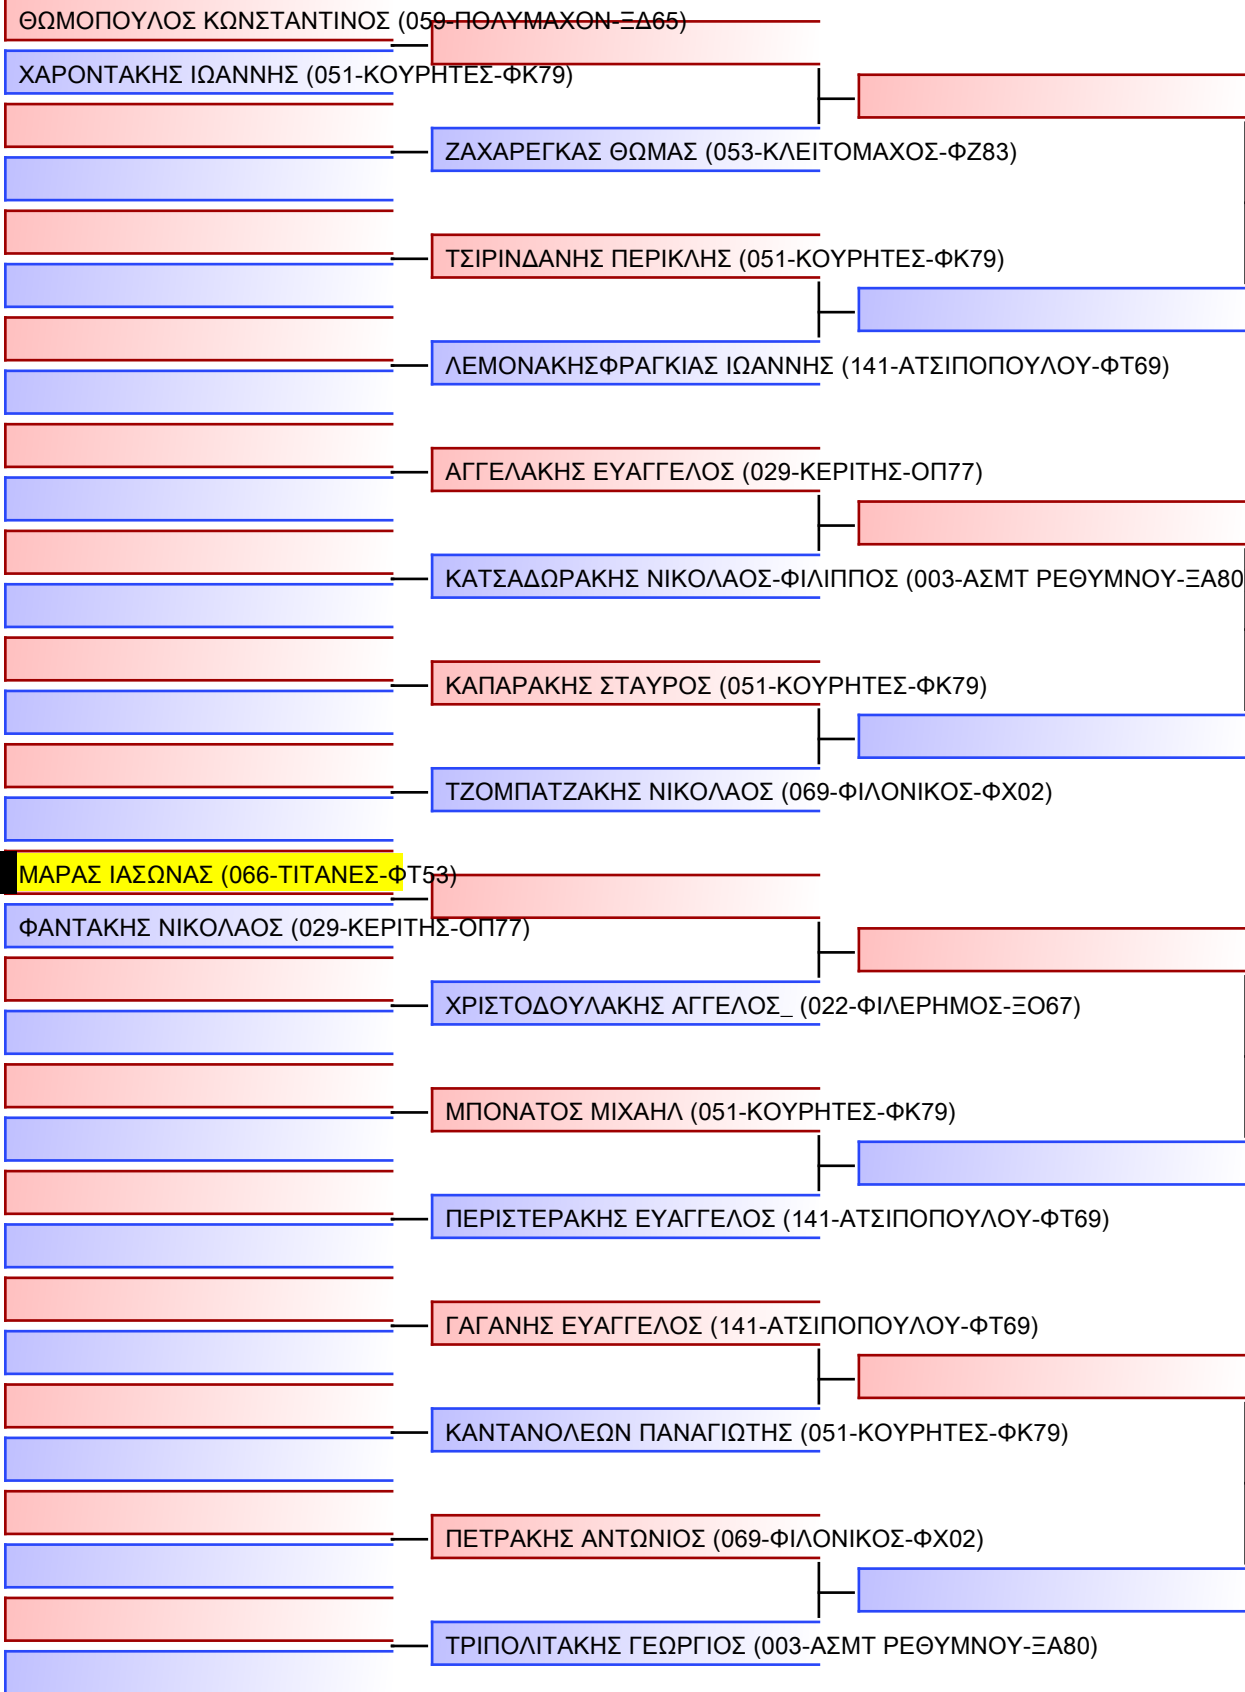 ΘΩΜΟΠΟΥΛΟΣ ΚΩΝΣΤΑΝΤΙΝΟΣ (059-ΠΟΛΥΜΑΧΟΝ-ΞΔ65)
ΧΑΡΟΝΤΑΚΗΣ ΙΩΑΝΝΗΣ (051-ΚΟΥΡΗΤΕΣ-ΦΚ79)
ΖΑΧΑΡΕΓΚΑΣ ΘΩΜΑΣ (053-ΚΛΕΙΤΟΜΑΧΟΣ-ΦΖ83)
ΤΣΙΡΙΝΔΑΝΗΣ ΠΕΡΙΚΛΗΣ (051-ΚΟΥΡΗΤΕΣ-ΦΚ79)
ΛΕΜΟΝΑΚΗΣΦΡΑΓΚΙΑΣ ΙΩΑΝΝΗΣ (141-ΑΤΣΙΠΟΠΟΥΛΟΥ-ΦΤ69)
ΑΓΓΕΛΑΚΗΣ ΕΥΑΓΓΕΛΟΣ (029-ΚΕΡΙΤΗΣ-ΟΠ77)
ΚΑΤΣΑΔΩΡΑΚΗΣ ΝΙΚΟΛΑΟΣ-ΦΙΛΙΠΠΟΣ (003-ΑΣΜΤ ΡΕΘΥΜΝΟΥ-ΞΑ80
ΚΑΠΑΡΑΚΗΣ ΣΤΑΥΡΟΣ (051-ΚΟΥΡΗΤΕΣ-ΦΚ79)
ΤΖΟΜΠΑΤΖΑΚΗΣ ΝΙΚΟΛΑΟΣ (069-ΦΙΛΟΝΙΚΟΣ-ΦΧ02)
ΜΑΡΑΣ ΙΑΣΩΝΑΣ (066-ΤΙΤΑΝΕΣ-ΦΤ53)
ΦΑΝΤΑΚΗΣ ΝΙΚΟΛΑΟΣ (029-ΚΕΡΙΤΗΣ-ΟΠ77)
ΧΡΙΣΤΟΔΟΥΛΑΚΗΣ ΑΓΓΕΛΟΣ_ (022-ΦΙΛΕΡΗΜΟΣ-ΞΟ67)
ΜΠΟΝΑΤΟΣ ΜΙΧΑΗΛ (051-ΚΟΥΡΗΤΕΣ-ΦΚ79)
ΠΕΡΙΣΤΕΡΑΚΗΣ ΕΥΑΓΓΕΛΟΣ (141-ΑΤΣΙΠΟΠΟΥΛΟΥ-ΦΤ69)
ΓΑΓΑΝΗΣ ΕΥΑΓΓΕΛΟΣ (141-ΑΤΣΙΠΟΠΟΥΛΟΥ-ΦΤ69)
ΚΑΝΤΑΝΟΛΕΩΝ ΠΑΝΑΓΙΩΤΗΣ (051-ΚΟΥΡΗΤΕΣ-ΦΚ79)
ΠΕΤΡΑΚΗΣ ΑΝΤΩΝΙΟΣ (069-ΦΙΛΟΝΙΚΟΣ-ΦΧ02)
ΤΡΙΠΟΛΙΤΑΚΗΣ ΓΕΩΡΓΙΟΣ (003-ΑΣΜΤ ΡΕΘΥΜΝΟΥ-ΞΑ80)